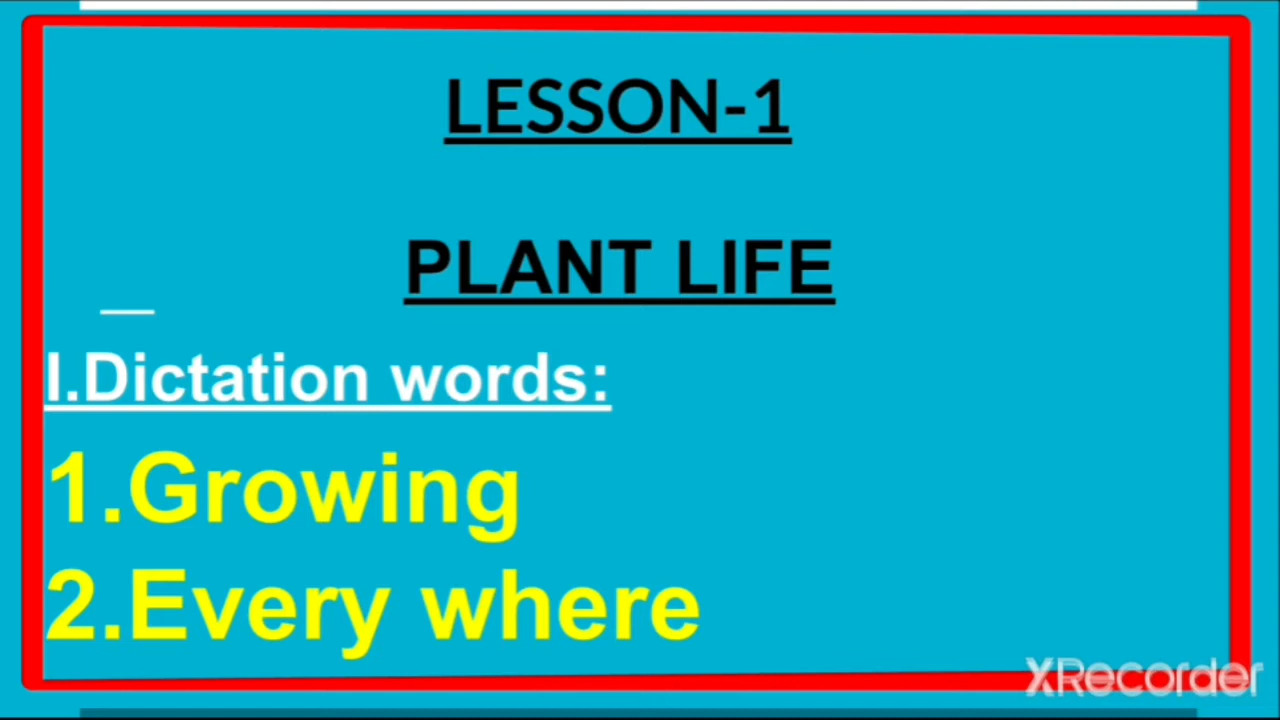 LESSON-1
PLANT LIFE
I.Dictation words:
1.Growing
2.Every where
XRecorder